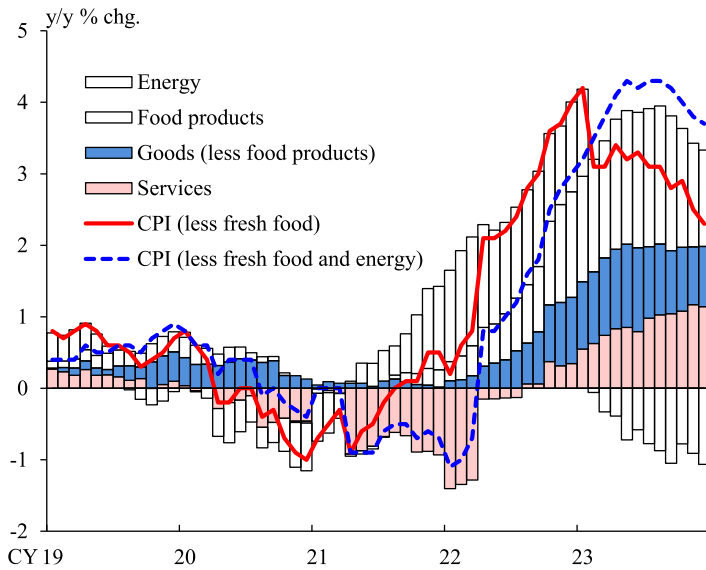 y/y % chg.
5
4
3
2
1
0
-1
-2
Energy
Food products
Goods (less food products)
Services
CPI (less fresh food)
CPI (less fresh food and energy)
CY 19 20 21 22 23